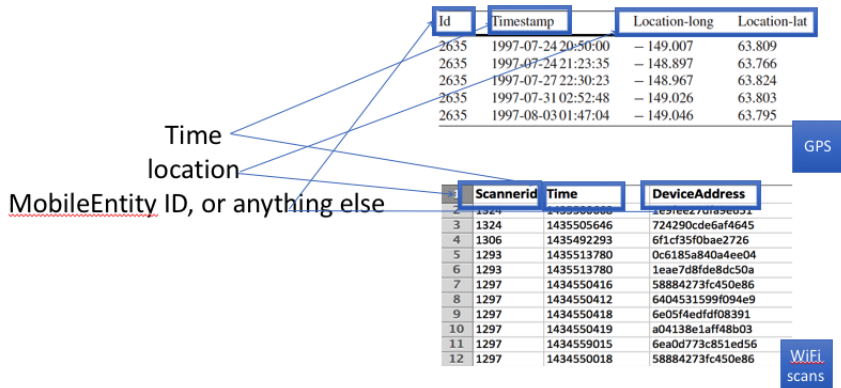 Id Timestamp Location-long Location-lat
2635 1997-07-24 20:50:00 – 149.007 63.809
2635 1997-07-24 21:23:35 – 148.897 63.766
2635 1997-07-27 22:30:23 – 148.967 63.824
2635 1997-07-31 02:52:48 – 149.026 63.803
2635 1997-08-03 01:47:04 – 149.046 63.795
GPS
Time
location
MobileEntity ID, or anything else
Scannerid Time DeviceAddress
2 1324
3 1324 1435505646 724290cde6af4645
4 1306 1435492293 6f1cf35f0bae2726
5 1293 1435513780 0c6185a840a4ee04
6 1293 1435513780 1eae7d8fde8dc50a
7 1297 1434550416 58884273fc450e86
8 1297 1434550412 6404531599f094e9
9 1297 1434550418 6e05f4edfdf08391
10 1297 1434550419 a04138e1aff48b03
11 1297 1434559015 6ea0d773c851ed56
12 1297 1434550018 58884273fc450e86
WiFi
scans